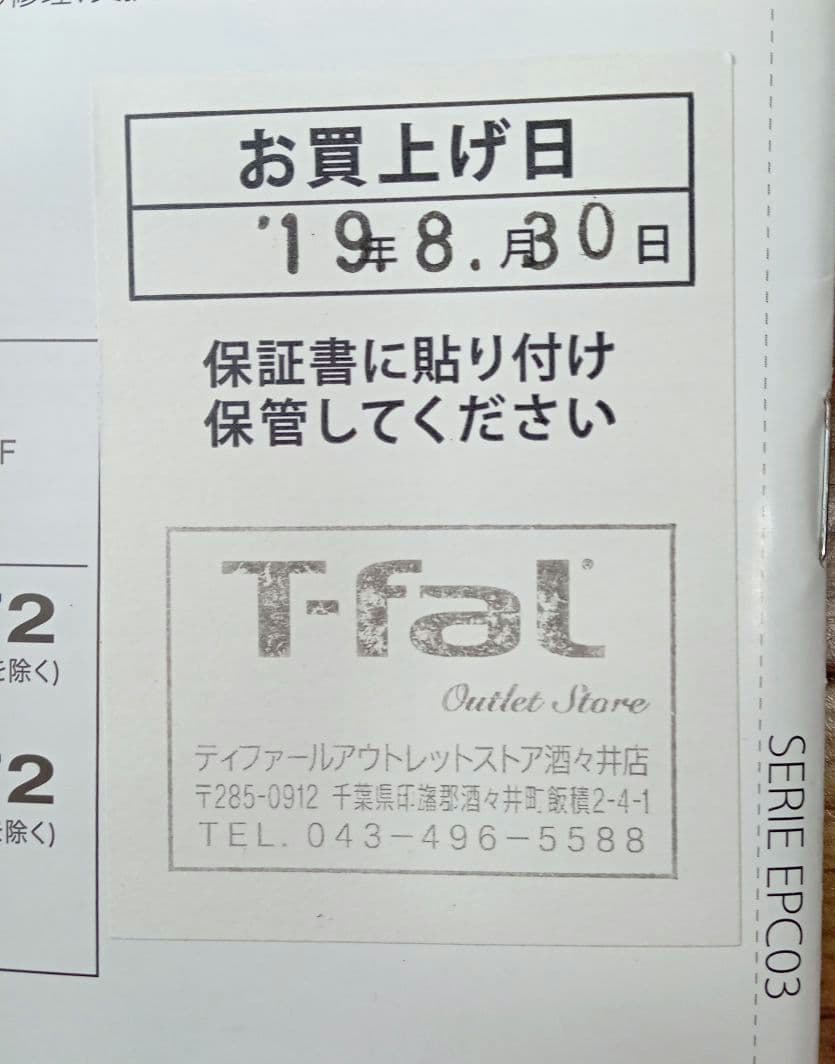 お買上げ日
'19年8.月30日
保証書に貼り付け
保管してください
T-fal®
Outlet Store
ティファールアウトレットストア酒々井店
〒285-0912 千葉県印旛郡酒々井町飯積2-4-1
TEL. 043-496-5588
F
2
を除く)
2
を除く)
SERIE EPC03